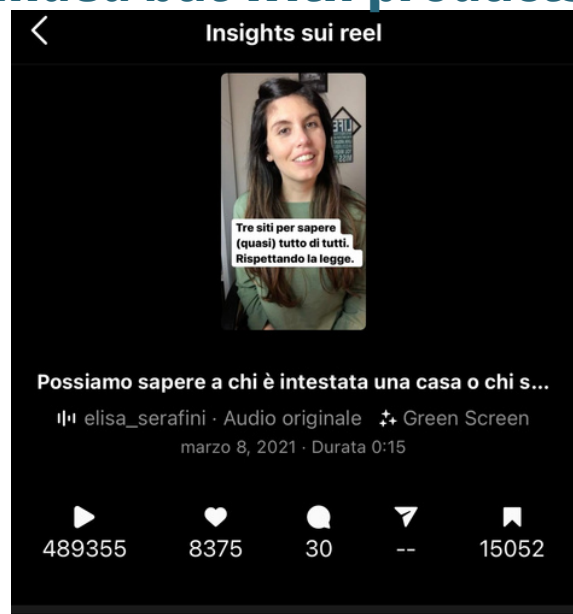 Insights sui reel
LIFE
Tre siti per sapere
(quasi) tutto di tutti.
Rispettando la legge.
Possiamo sapere a chi è intestata una casa o chi s...
elisa_serafini · Audio originale Green Screen
marzo 8, 2021 · Durata 0:15
489355 8375 30 -- 15052